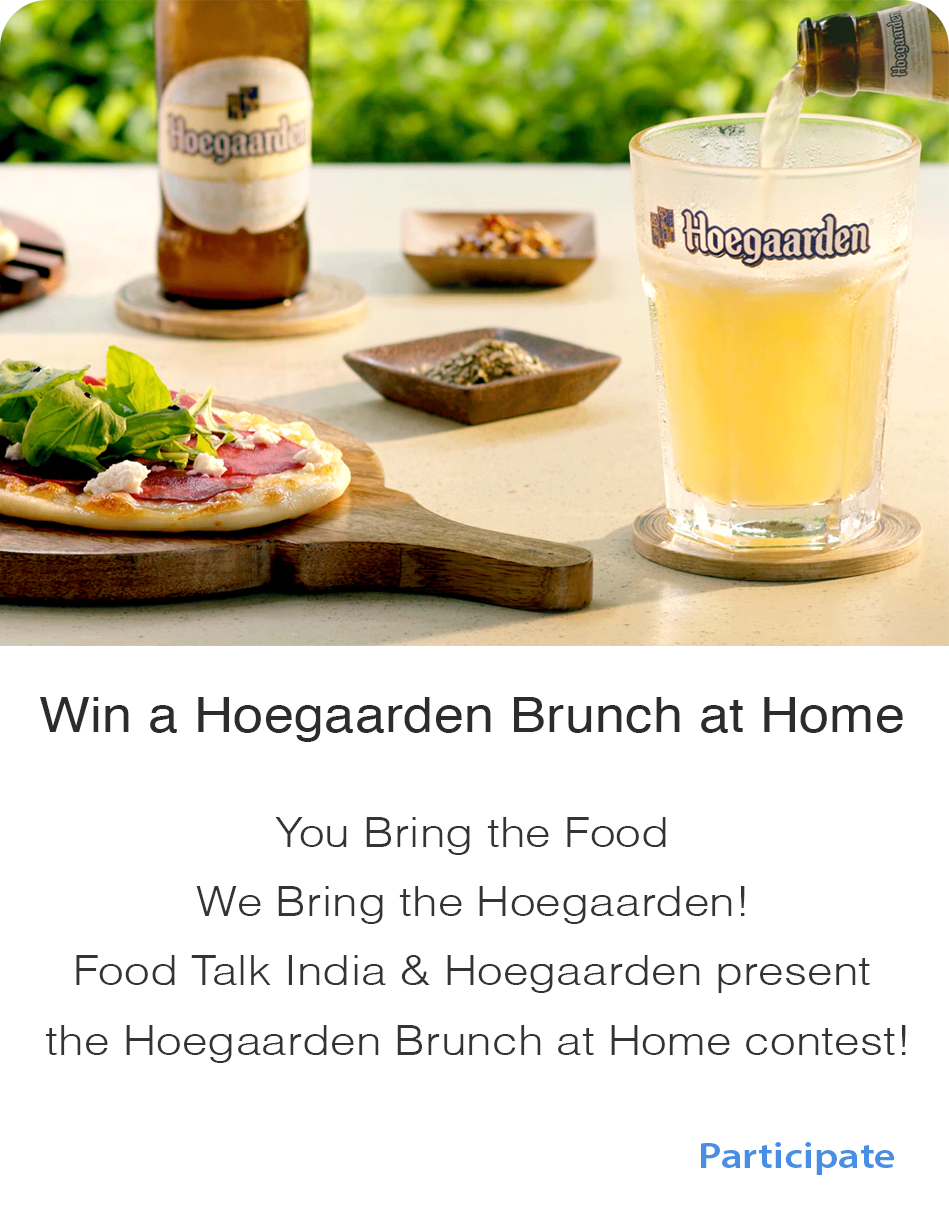 Hoegaarden
Hoegaarden
Hoegaarden
Win a Hoegaarden Brunch at Home
You Bring the Food
We Bring the Hoegaarden!
Food Talk India & Hoegaarden present
the Hoegaarden Brunch at Home contest!
Participate